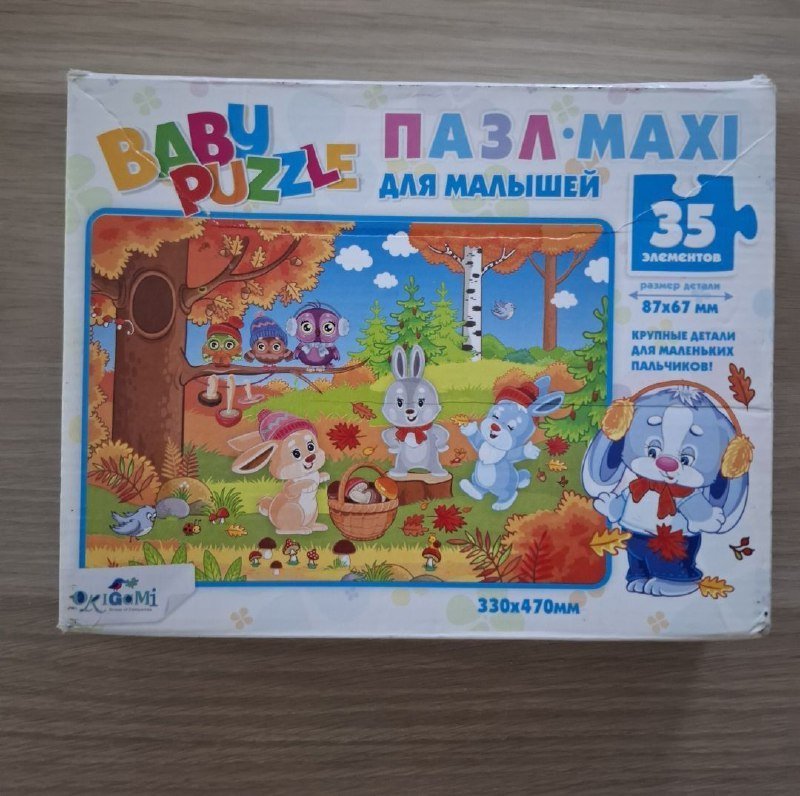 BABY
PUZZLE
ПАЗЛ·MAXI
ДЛЯ МАЛЫШЕЙ
35
ЭЛЕМЕНТОВ
размер детали
87x67 мм
КРУПНЫЕ ДЕТАЛИ
ДЛЯ МАЛЕНЬКИХ
ПАЛЬЧИКОВ!
ORIGAMI
330x470мм